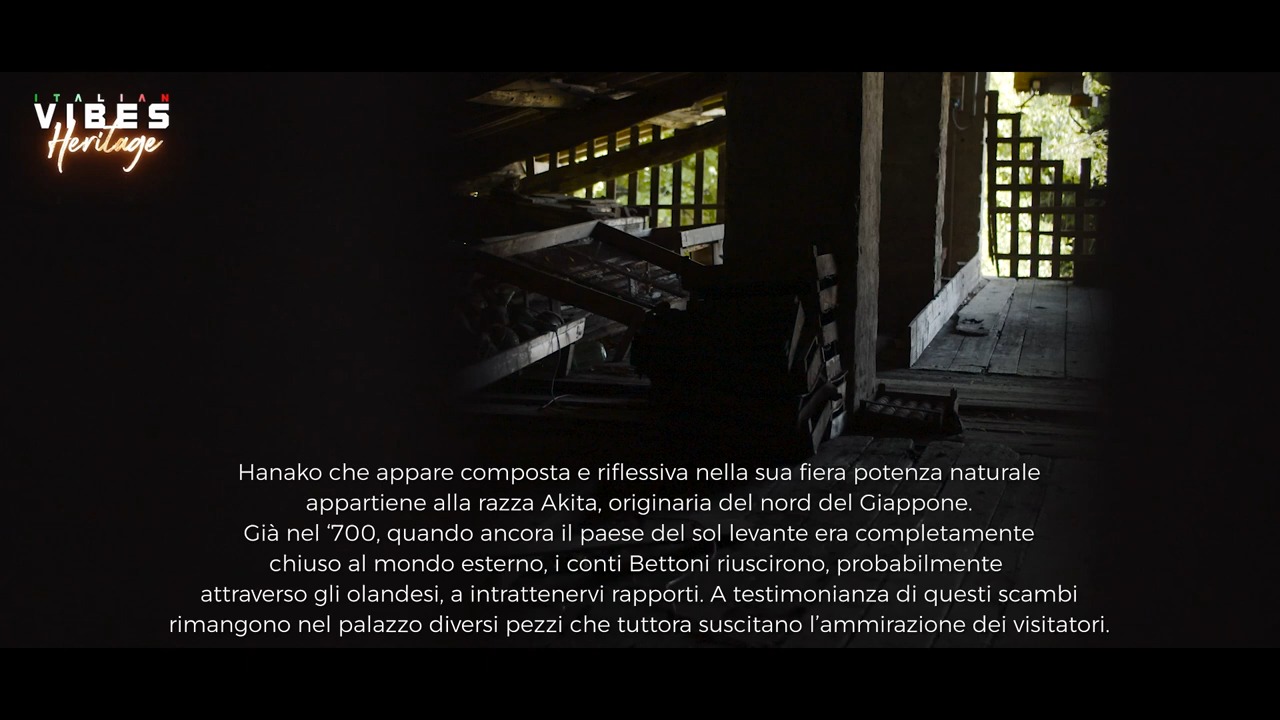 ITALIAN
VIBES
Heritage
Hanako che appare composta e riflessiva nella sua fiera potenza naturale
appartiene alla razza Akita, originaria del nord del Giappone.
Già nel ‘700, quando ancora il paese del sol levante era completamente
chiuso al mondo esterno, i conti Bettoni riuscirono, probabilmente
attraverso gli olandesi, a intrattenervi rapporti. A testimonianza di questi scambi
rimangono nel palazzo diversi pezzi che tuttora suscitano l’ammirazione dei visitatori.